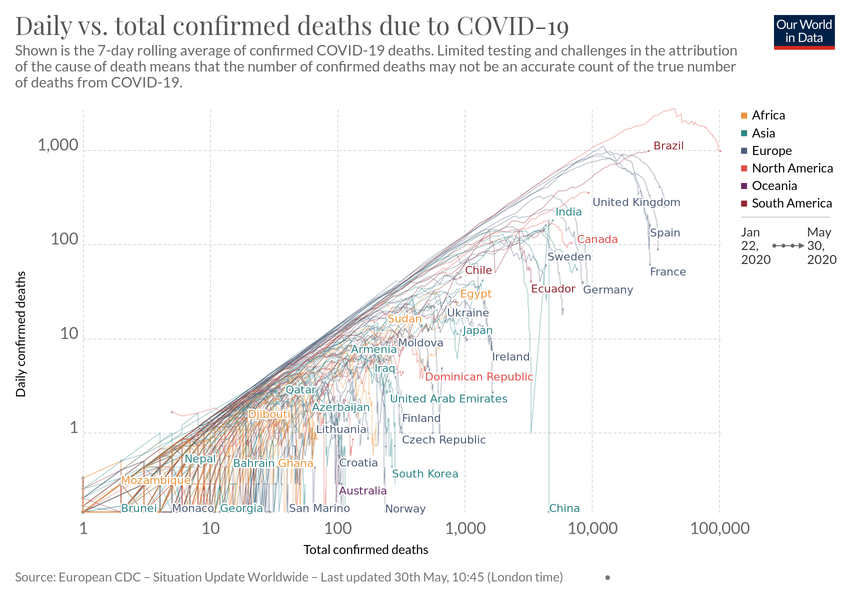 Daily vs. total confirmed deaths due to COVID-19
Our World
in Data
Shown is the 7-day rolling average of confirmed COVID-19 deaths. Limited testing and challenges in the attribution
of the cause of death means that the number of confirmed deaths may not be an accurate count of the true number
of deaths from COVID-19.
Africa
Asia
Europe
North America
Oceania
South America
Jan
22,
2020
May
30,
2020
Daily confirmed deaths
1,000
100
10
1
Brazil
United Kingdom
India
Spain
Canada
Sweden
Chile
France
Ecuador
Germany
Egypt
Ukraine
Sudan
Japan
Moldova
Armenia
Ireland
Iraq
Dominican Republic
Qatar
United Arab Emirates
Azerbaijan
Djibouti
Finland
Lithuania
Czech Republic
Nepal
Bahrain
Ghana
Croatia
South Korea
Mozambique
Australia
Brunei
Monaco
Georgia
San Marino
Norway
China
1
10
100
1,000
10,000
100,000
Total confirmed deaths
Source: European CDC – Situation Update Worldwide – Last updated 30th May, 10:45 (London time)